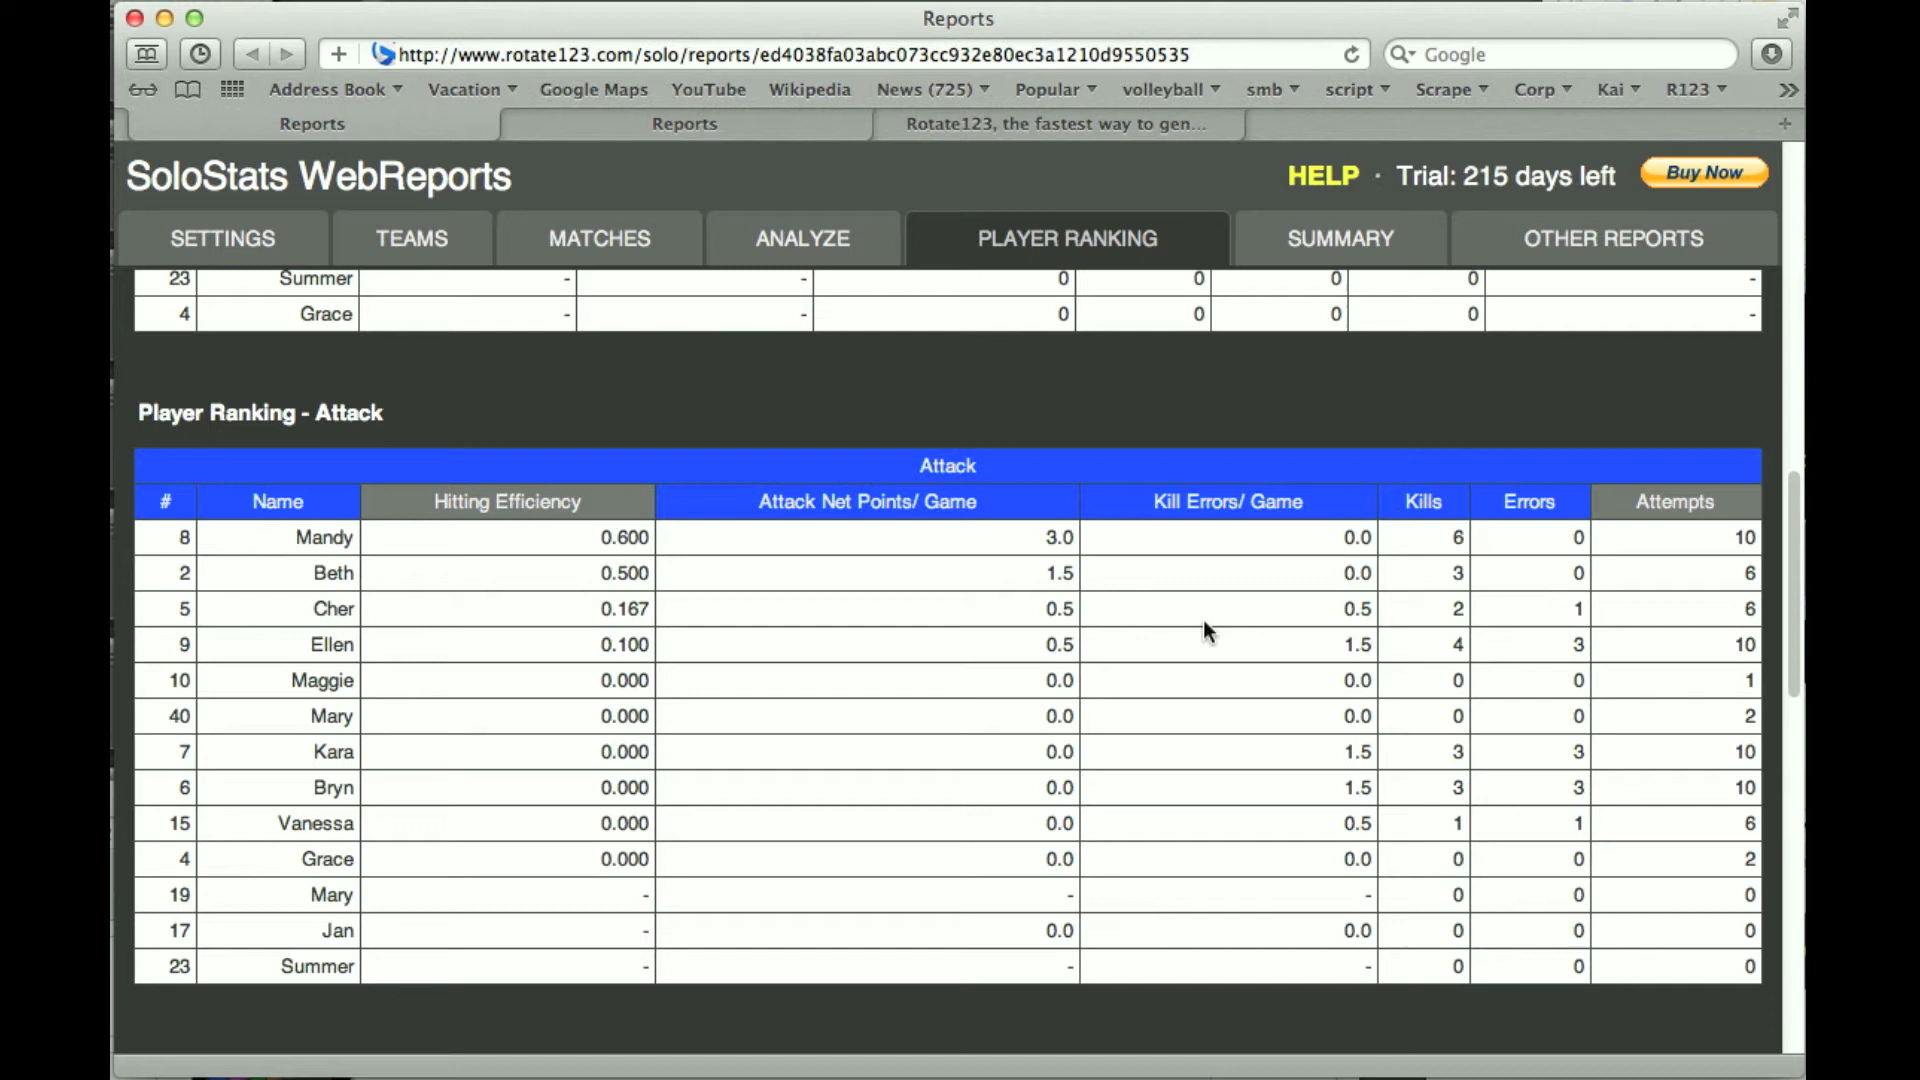 Reports
http://www.rotate123.com/solo/reports/ed4038fa03abc073cc932e80ec3a1210d9550535 Google
Address Book Vacation Google Maps YouTube Wikipedia News (725) Popular volleyball smb script Scrape Corp Kai R123
Reports Reports Rotate123, the fastest way to gen...
SoloStats WebReports HELP · Trial: 215 days left Buy Now
SETTINGS TEAMS MATCHES ANALYZE PLAYER RANKING SUMMARY OTHER REPORTS
23 Summer - - 0 0 0 0 -
4 Grace - - 0 0 0 0 -
Player Ranking - Attack
Attack
# Name Hitting Efficiency Attack Net Points/ Game Kill Errors/ Game Kills Errors Attempts
8 Mandy 0.600 3.0 0.0 6 0 10
2 Beth 0.500 1.5 0.0 3 0 6
5 Cher 0.167 0.5 0.5 2 1 6
9 Ellen 0.100 0.5 1.5 4 3 10
10 Maggie 0.000 0.0 0.0 0 0 1
40 Mary 0.000 0.0 0.0 0 0 2
7 Kara 0.000 0.0 1.5 3 3 10
6 Bryn 0.000 0.0 1.5 3 3 10
15 Vanessa 0.000 0.0 0.5 1 1 6
4 Grace 0.000 0.0 0.0 0 0 2
19 Mary - - - 0 0 0
17 Jan - 0.0 0.0 0 0 0
23 Summer - - - 0 0 0